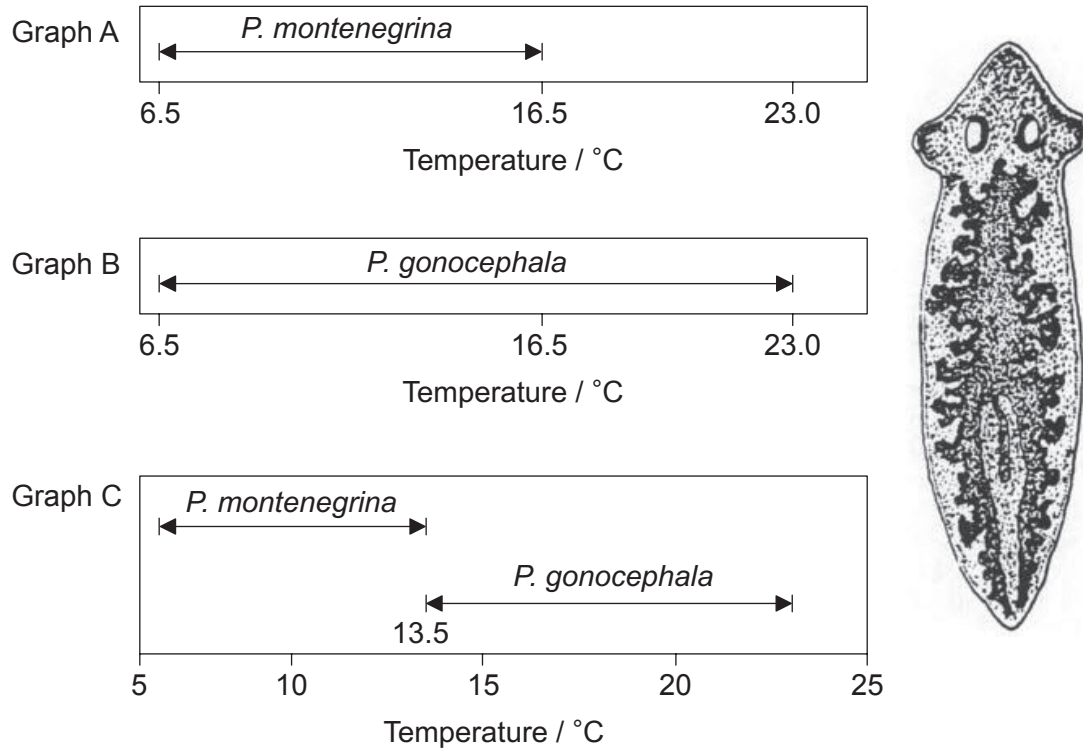 Graph A
P. montenegrina
6.5 16.5 23.0
Temperature / °C
Graph B
P. gonocephala
6.5 16.5 23.0
Temperature / °C
Graph C
P. montenegrina
P. gonocephala
13.5
5 10 15 20 25
Temperature / °C